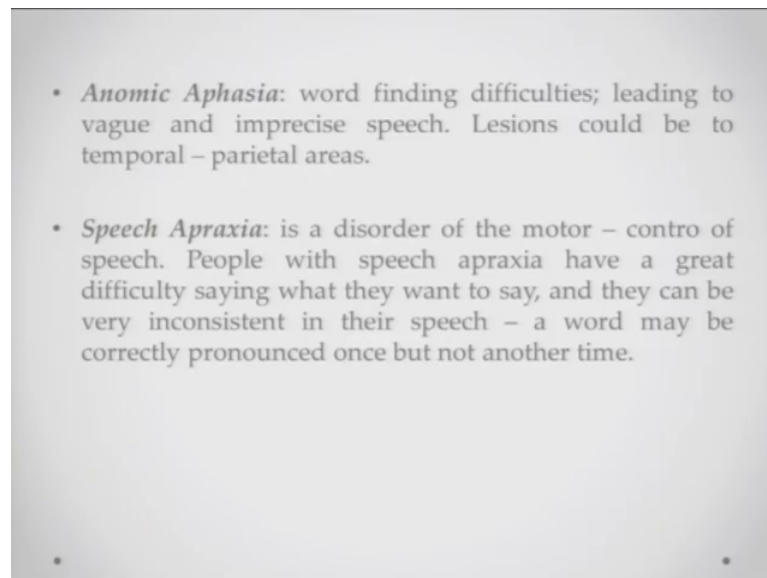 • Anomic Aphasia: word finding difficulties; leading to
vague and imprecise speech. Lesions could be to
temporal – parietal areas.
• Speech Apraxia: is a disorder of the motor – contro of
speech. People with speech apraxia have a great
difficulty saying what they want to say, and they can be
very inconsistent in their speech – a word may be
correctly pronounced once but not another time.